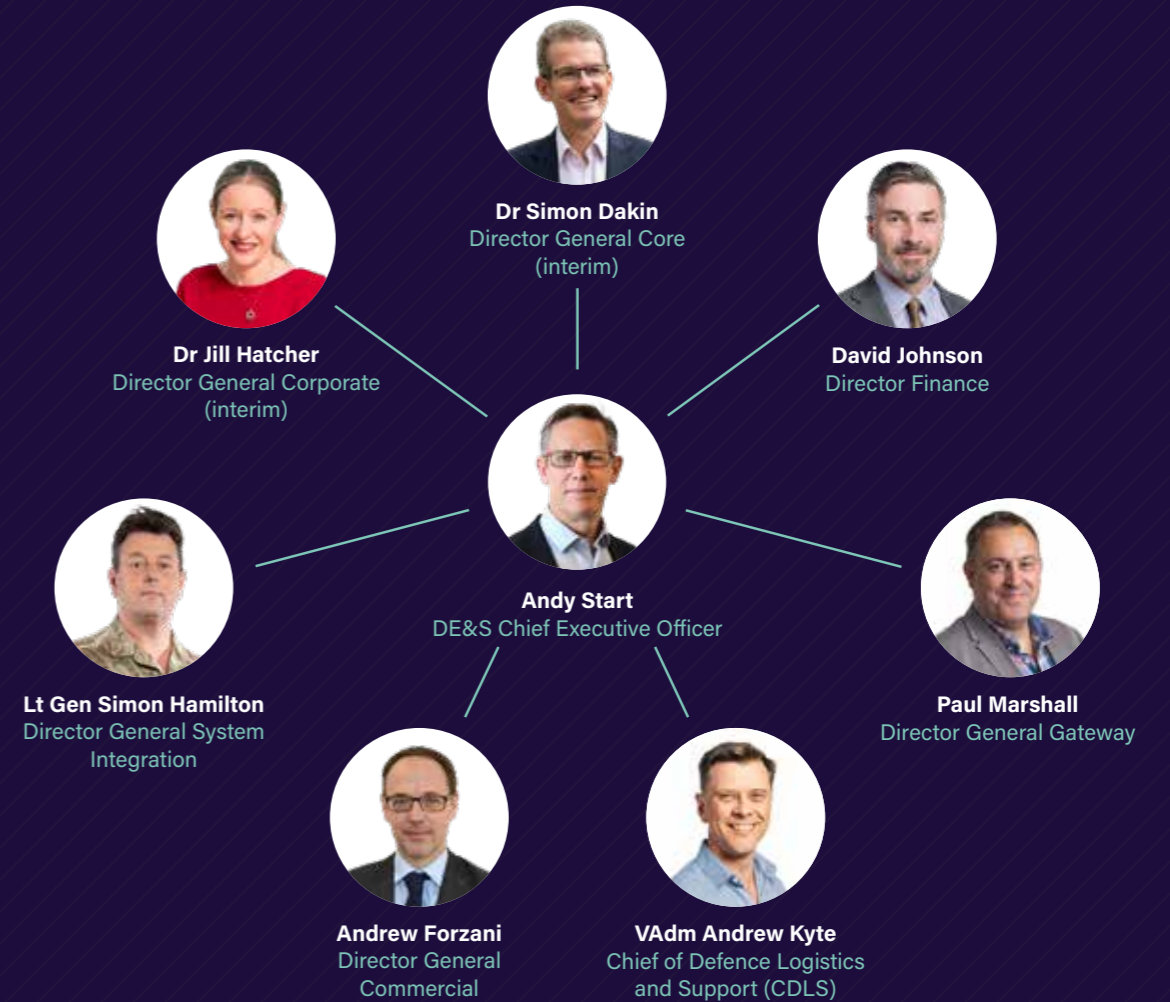 Dr Simon Dakin
Director General Core
(interim)
Dr Jill Hatcher
Director General Corporate
(interim)
David Johnson
Director Finance
Andy Start
DE&S Chief Executive Officer
Lt Gen Simon Hamilton
Director General System
Integration
Paul Marshall
Director General Gateway
Andrew Forzani
Director General
Commercial
VAdm Andrew Kyte
Chief of Defence Logistics
and Support (CDLS)